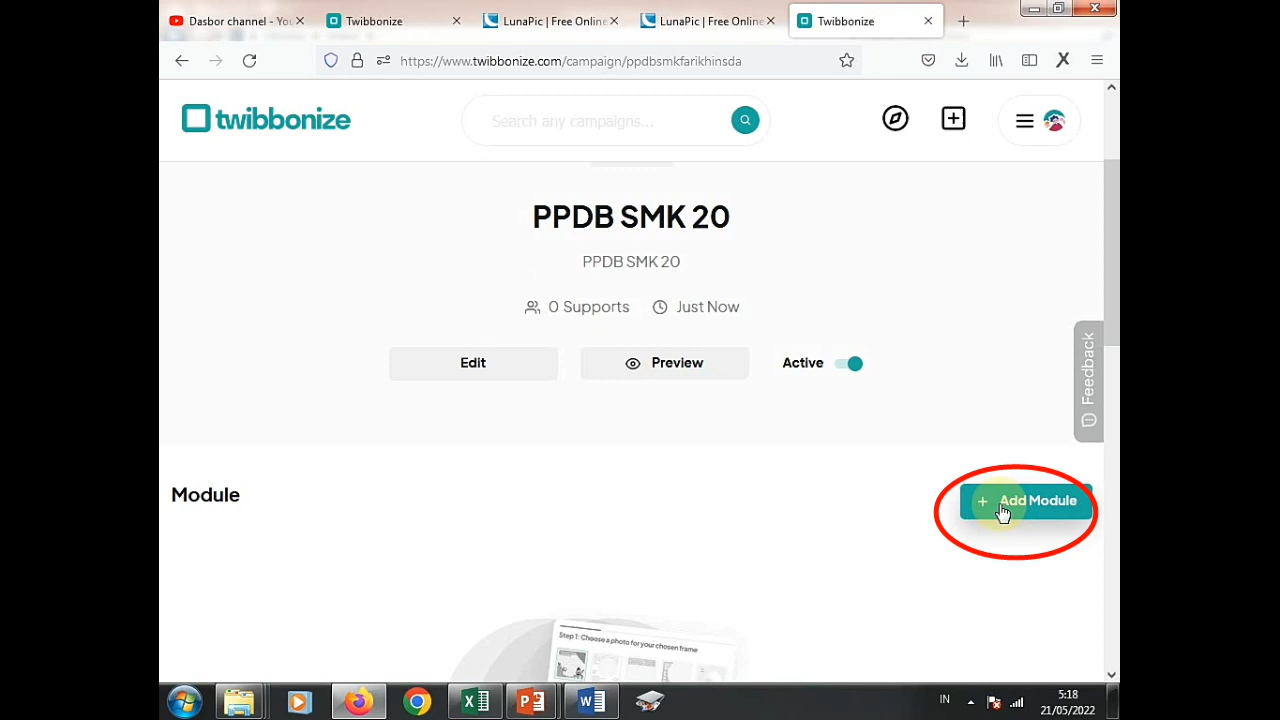 Dasbor channel - You
Twibbonize
LunaPic | Free Online
LunaPic | Free Online
Twibbonize
https://www.twibbonize.com/campaign/ppdbsmkfarikhinsda
twibbonize
Search any campaigns...
PPDB SMK 20
PPDB SMK 20
0 Supports Just Now
Edit Preview Active
Feedback
Module
+ Add Module
Step 1: Choose a photo for your chosen frame
IN
5:18
21/05/2022